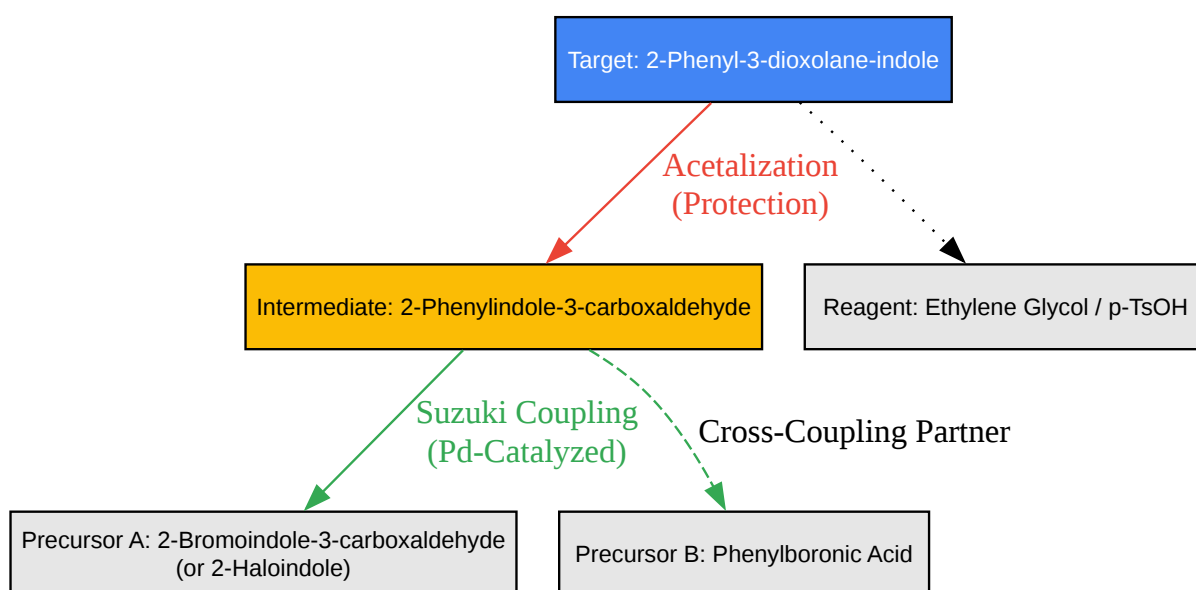 Target: 2-Phenyl-3-dioxolane-indole
Acetalization
(Protection)
Intermediate: 2-Phenylindole-3-carboxaldehyde
Reagent: Ethylene Glycol / p-TsOH
Suzuki Coupling
(Pd-Catalyzed)
Cross-Coupling Partner
Precursor A: 2-Bromoindole-3-carboxaldehyde
(or 2-Haloindole)
Precursor B: Phenylboronic Acid